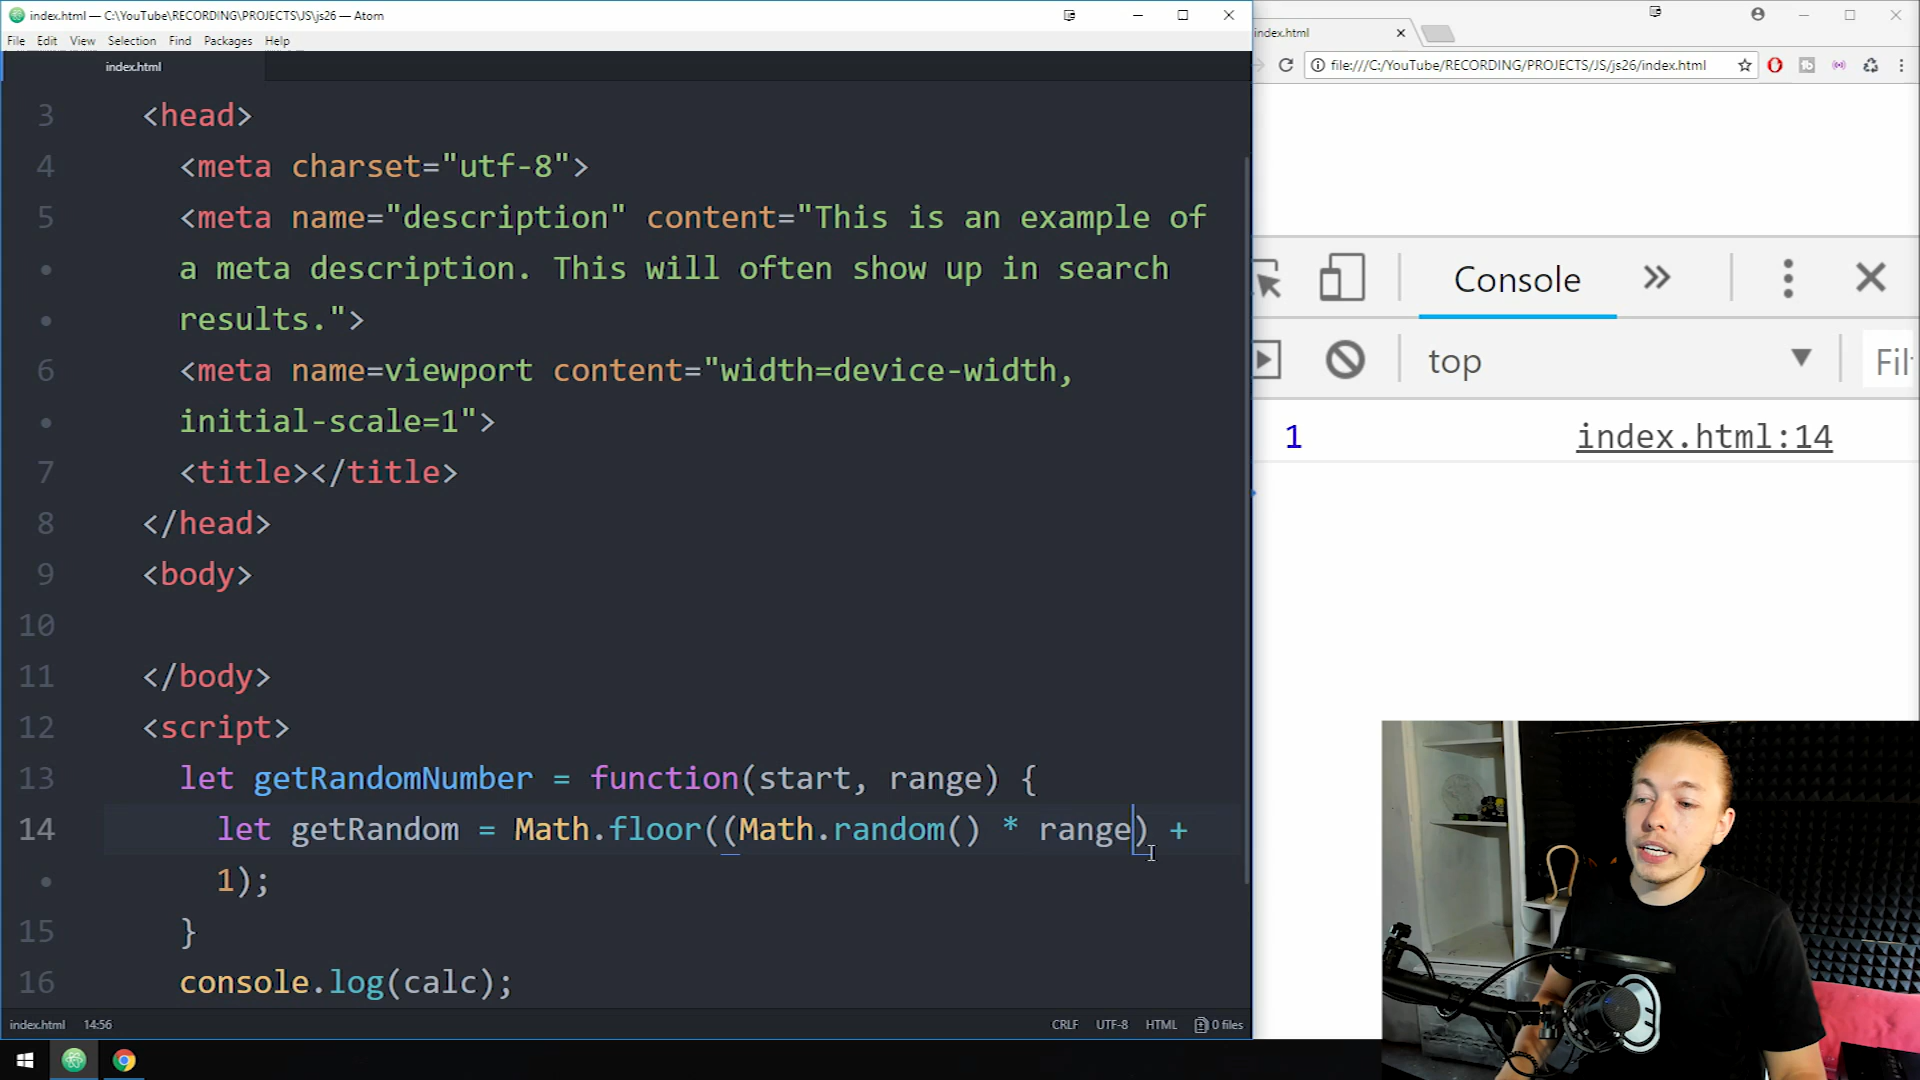 index.html — C:\YouTube\RECORDING\PROJECTS\JS\js26 — Atom
File Edit View Selection Find Packages Help
index.html
3 <head>
4 <meta charset="utf-8">
5 <meta name="description" content="This is an example of
• a meta description. This will often show up in search
• results.">
6 <meta name=viewport content="width=device-width,
• initial-scale=1">
7 <title></title>
8 </head>
9 <body>
10
11 </body>
12 <script>
13 let getRandomNumber = function(start, range) {
14 let getRandom = Math.floor((Math.random() * range) +
• 1);
15 }
16 console.log(calc);
index.html 14:56
CRLF UTF-8 HTML 0 files
index.html
file:///C:/YouTube/RECORDING/PROJECTS/JS/js26/index.html
Console
top
Fil
1 index.html:14